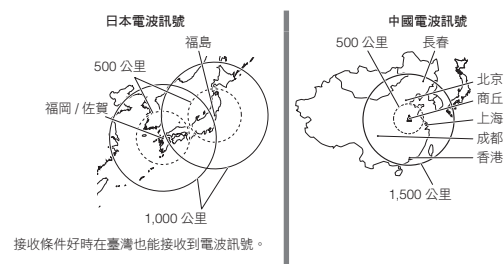 日本電波訊號
福島
500 公里
福岡 / 佐賀
1,000 公里
接收條件好時在臺灣也能接收到電波訊號。
中國電波訊號
500 公里
長春
北京
商丘
上海
成都
香港
1,500 公里